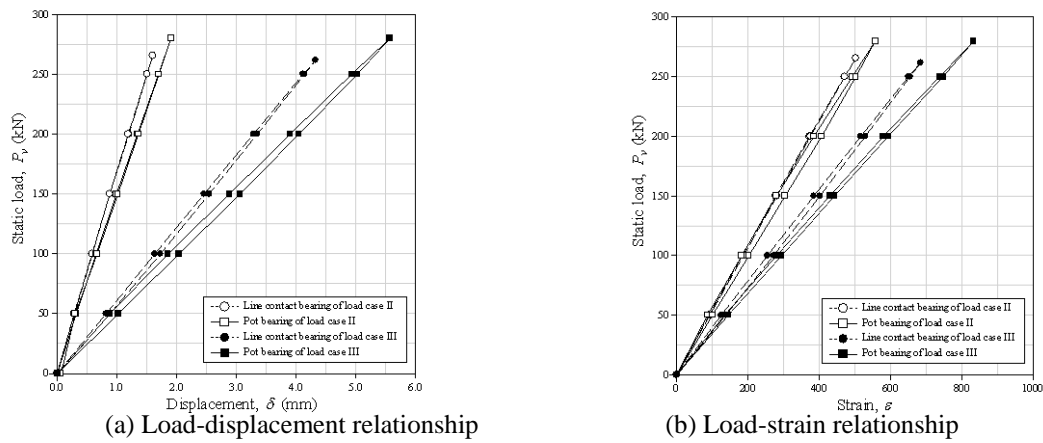 300
250
200
150
100
50
0
Static load, Pᵥ (kN)
0.0 1.0 2.0 3.0 4.0 5.0 6.0
Displacement, δ (mm)
Line contact bearing of load case II
Pot bearing of load case II
Line contact bearing of load case III
Pot bearing of load case III
(a) Load-displacement relationship
300
250
200
150
100
50
0
Static load, Pᵥ (kN)
0 200 400 600 800 1000
Strain, ε
Line contact bearing of load case II
Pot bearing of load case II
Line contact bearing of load case III
Pot bearing of load case III
(b) Load-strain relationship